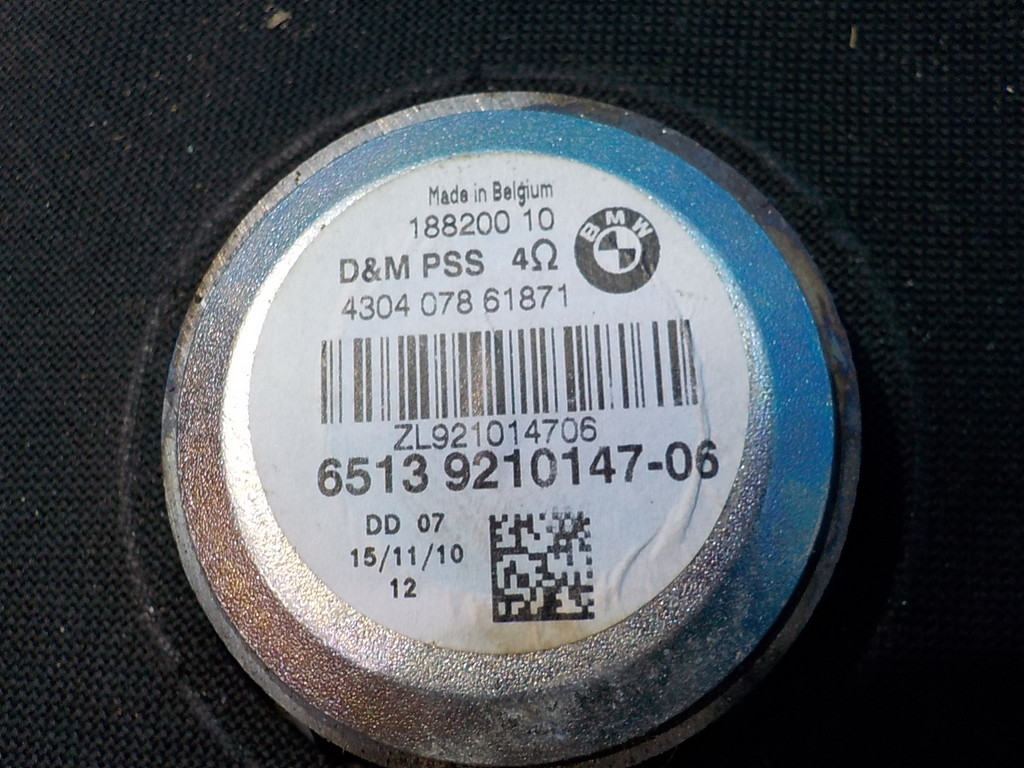 Made in Belgium
188200 10
BMW
D&M PSS 4Ω
4304 078 61871
ZL921014706
6513 9210147-06
DD 07
15/11/10
12